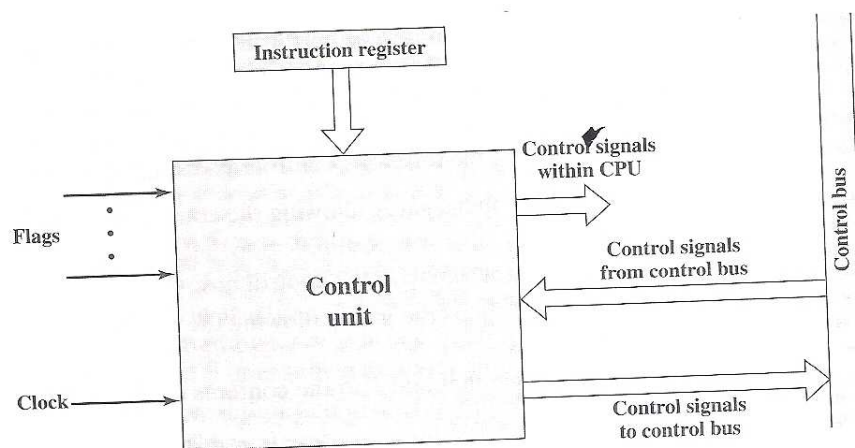 Instruction register
Control signals
within CPU
Flags
Control signals
from control bus
Control bus
Control
unit
Clock
Control signals
to control bus